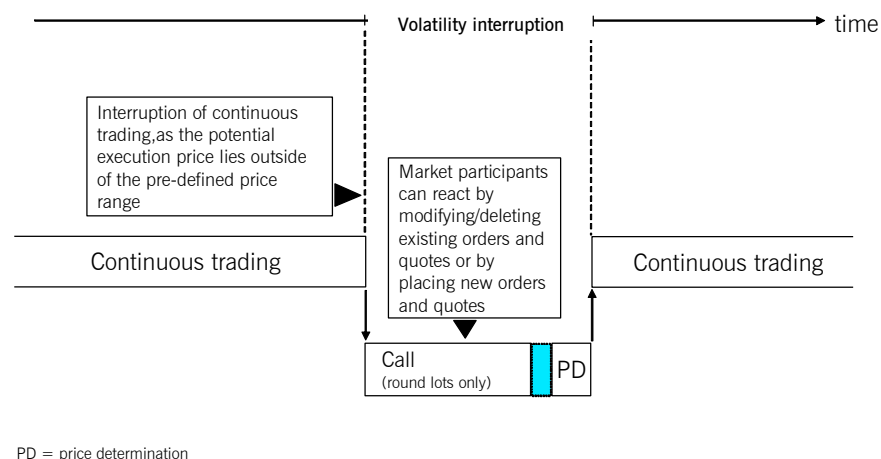 Volatility interruption
time
Interruption of continuous
trading,as the potential
execution price lies outside
of the pre-defined price
range
Market participants
can react by
modifying/deleting
existing orders and
quotes or by
placing new orders
and quotes
Continuous trading
Continuous trading
Call
(round lots only)
PD
PD = price determination